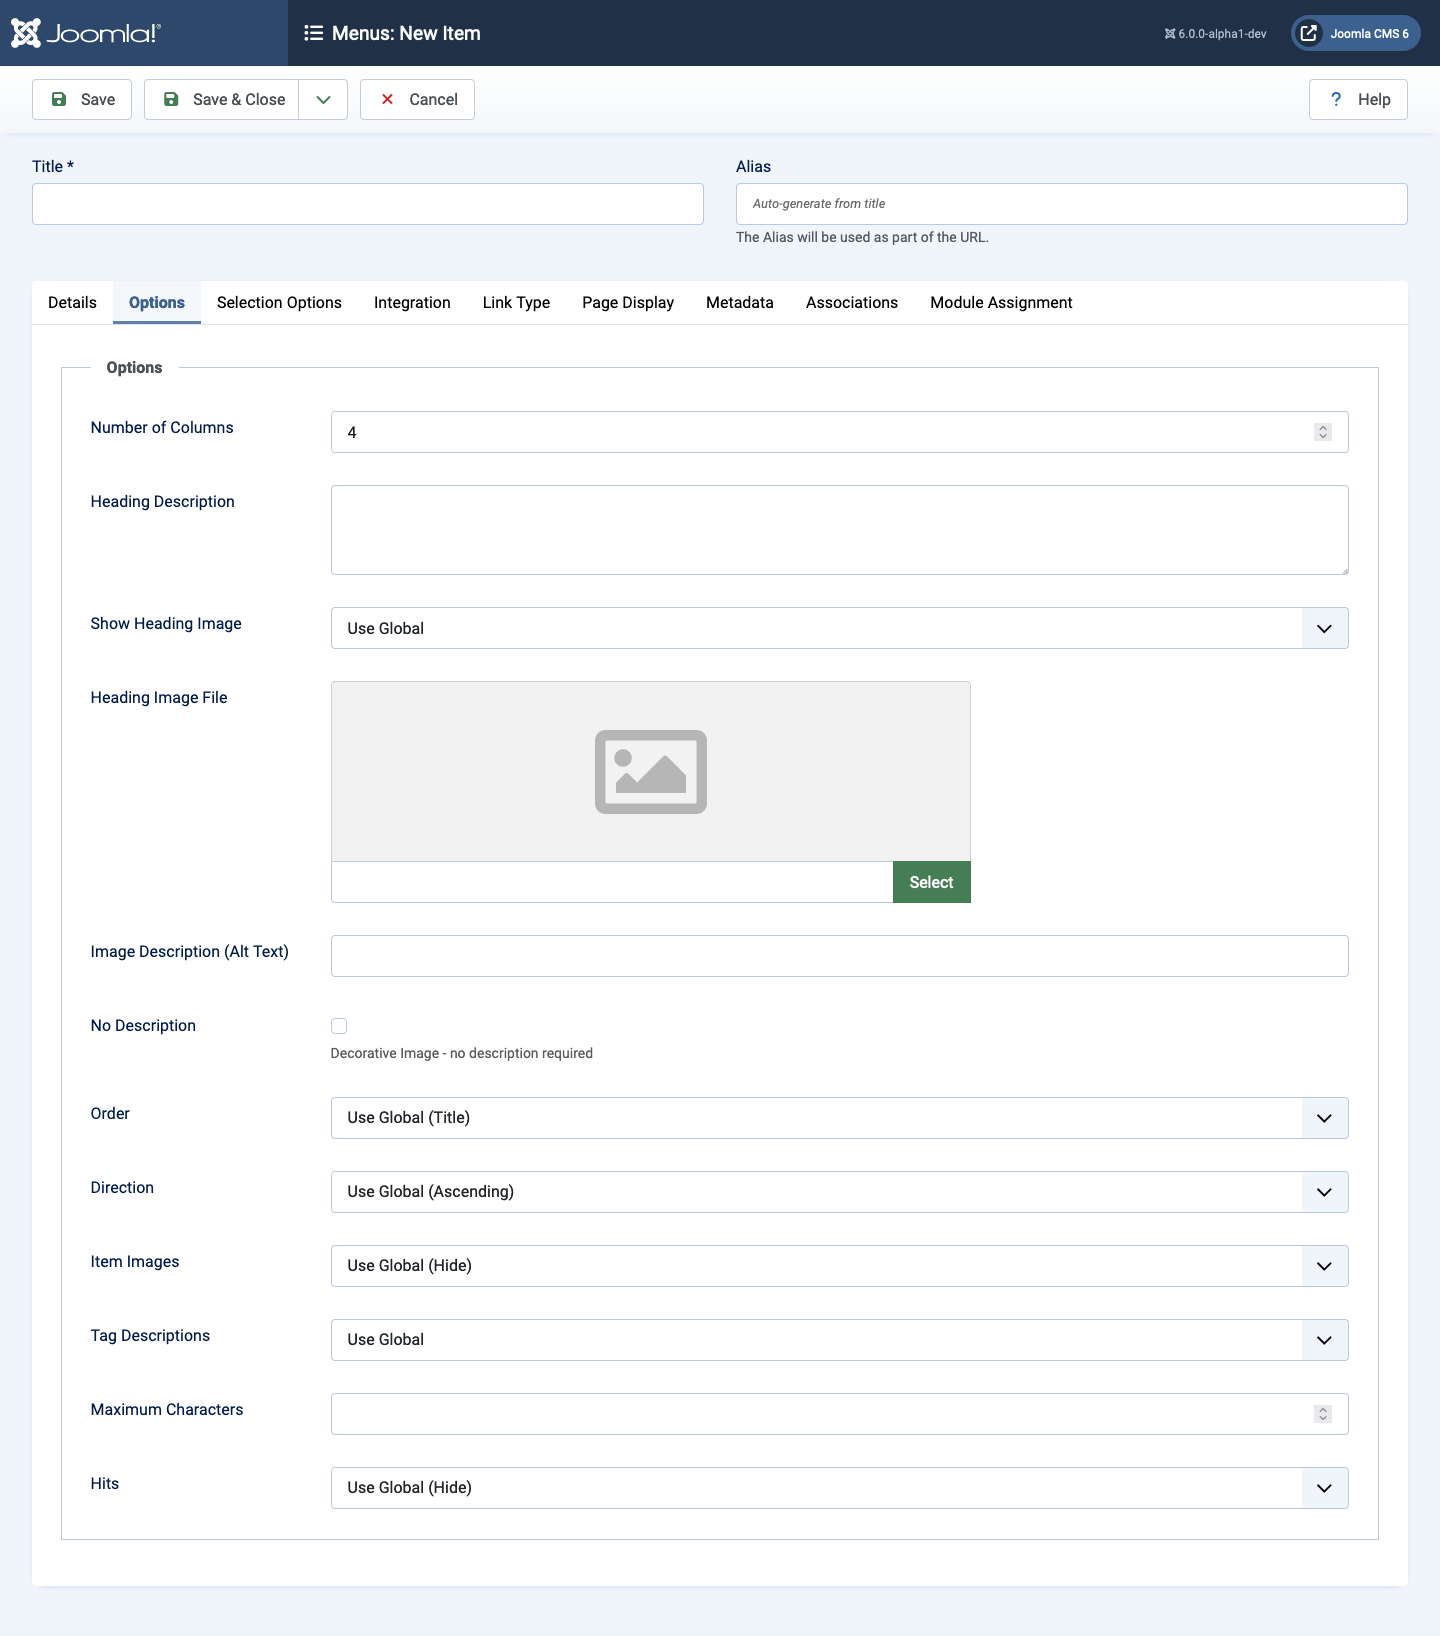 Joomla!®
Menus: New Item
6.0.0-alpha1-dev
Joomla CMS 6
Save
Save & Close
Cancel
? Help
Title *
Alias
Auto-generate from title
The Alias will be used as part of the URL.
Details Options Selection Options Integration Link Type Page Display Metadata Associations Module Assignment
Options
Number of Columns
4
Heading Description
Show Heading Image
Use Global
Heading Image File
Select
Image Description (Alt Text)
No Description
Decorative Image - no description required
Order
Use Global (Title)
Direction
Use Global (Ascending)
Item Images
Use Global (Hide)
Tag Descriptions
Use Global
Maximum Characters
Hits
Use Global (Hide)